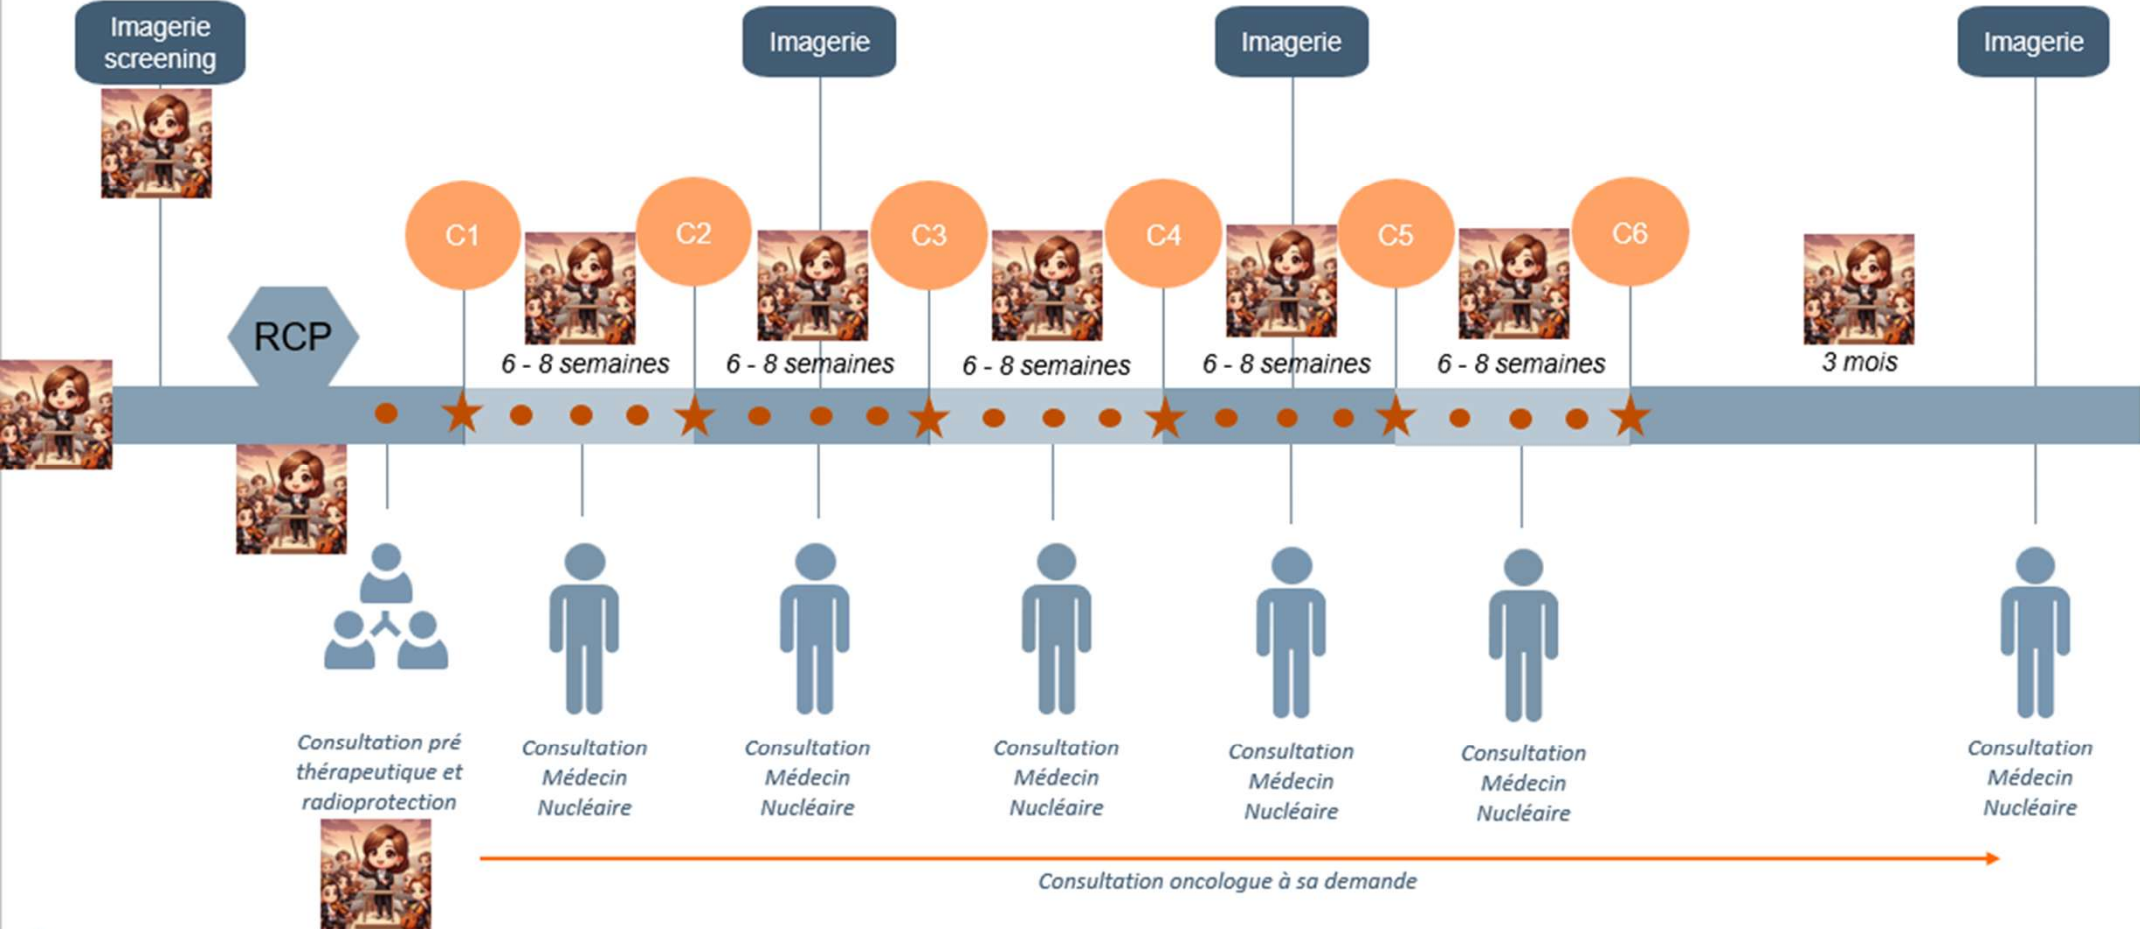 Imagerie
screening
Imagerie
Imagerie
Imagerie
C1
C2
C3
C4
C5
C6
RCP
6 - 8 semaines
6 - 8 semaines
6 - 8 semaines
6 - 8 semaines
6 - 8 semaines
3 mois
Consultation pré
thérapeutique et
radioprotection
Consultation
Médecin
Nucléaire
Consultation
Médecin
Nucléaire
Consultation
Médecin
Nucléaire
Consultation
Médecin
Nucléaire
Consultation
Médecin
Nucléaire
Consultation
Médecin
Nucléaire
Consultation oncologue à sa demande